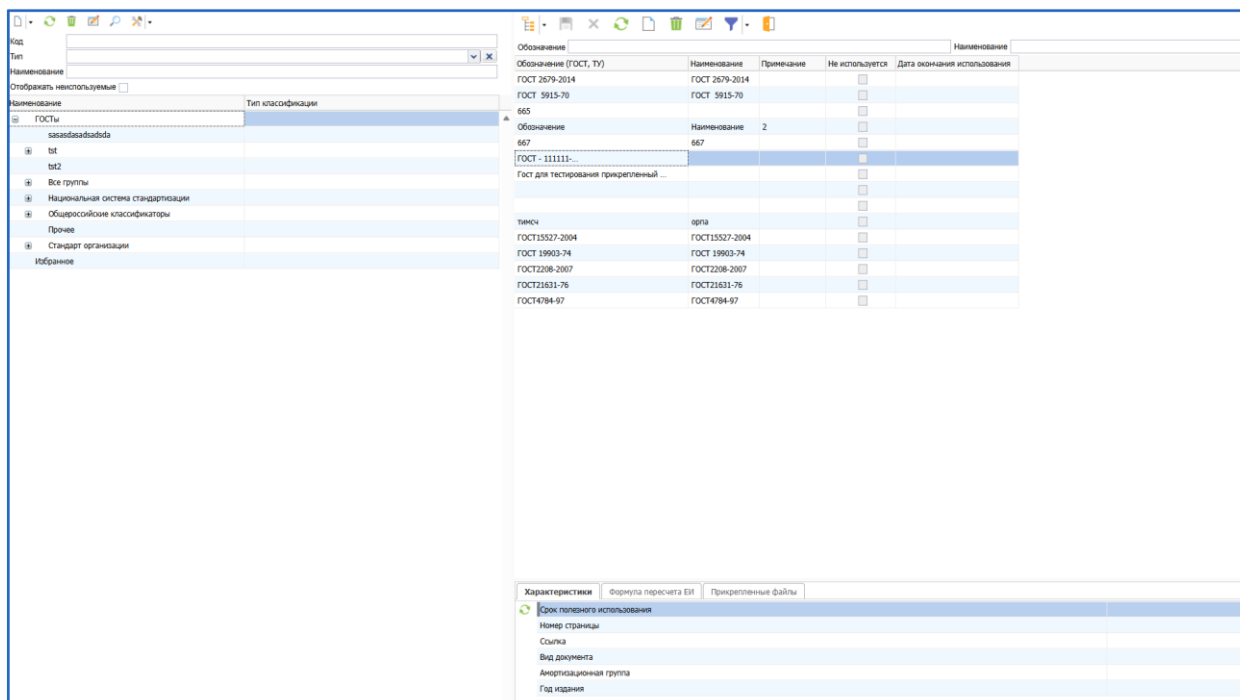 Код
Тип
Наименование
Отображать неиспользуемые
Наименование Тип классификации
ГОСТы
sasasdasadsadsda
tst
tst2
Все группы
Национальная система стандартизации
Общероссийские классификаторы
Прочее
Стандарт организации
Избранное
Обозначение Наименование
Обозначение (ГОСТ, ТУ) Наименование Примечание Не используется Дата окончания использования
ГОСТ 2679-2014 ГОСТ 2679-2014
ГОСТ 5915-70 ГОСТ 5915-70
665
Обозначение Наименование 2
667 667
ГОСТ - 111111-...
Гост для тестирования прикрепленный ...
тимсч орпа
ГОСТ15527-2004 ГОСТ15527-2004
ГОСТ 19903-74 ГОСТ 19903-74
ГОСТ2208-2007 ГОСТ2208-2007
ГОСТ21631-76 ГОСТ21631-76
ГОСТ4784-97 ГОСТ4784-97
Характеристики Формула пересчета ЕИ Прикрепленные файлы
Срок полезного использования
Номер страницы
Ссылка
Вид документа
Амортизационная группа
Год издания